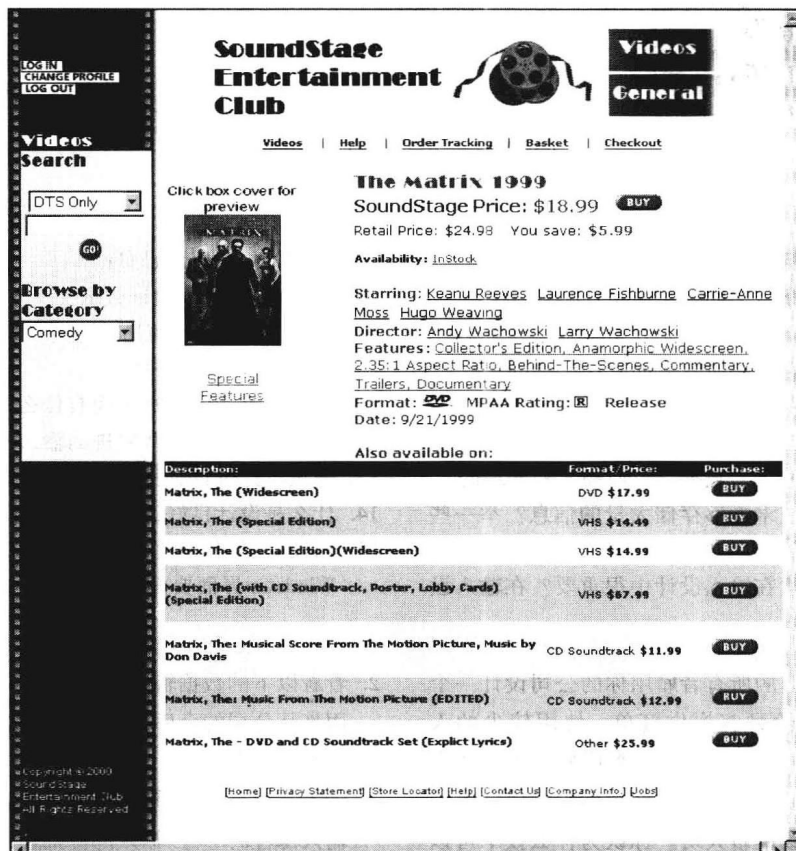 LOG IN
CHANGE PROFILE
LOG OUT
SoundStage
Entertainment
Club
Videos
General
Videos | Help | Order Tracking | Basket | Checkout
Videos
Search
DTS Only
GO!
Browse by
Category
Comedy
Click box cover for
preview
MATRIX
Special
Features
The Matrix 1999
SoundStage Price: $18.99 BUY
Retail Price: $24.98 You save: $5.99
Availability: InStock
Starring: Keanu Reeves Laurence Fishburne Carrie-Anne
Moss Hugo Weaving
Director: Andy Wachowski Larry Wachowski
Features: Collector's Edition, Anamorphic Widescreen,
2.35:1 Aspect Ratio, Behind-The-Scenes, Commentary,
Trailers, Documentary
Format: DVD MPAA Rating: R Release
Date: 9/21/1999
Also available on:
Description: Format/Price: Purchase:
Matrix, The (Widescreen) DVD $17.99 BUY
Matrix, The (Special Edition) VHS $14.49 BUY
Matrix, The (Special Edition)(Widescreen) VHS $14.99 BUY
Matrix, The (with CD Soundtrack, Poster, Lobby Cards)
(Special Edition) VHS $67.99 BUY
Matrix, The: Musical Score From The Motion Picture, Music by
Don Davis CD Soundtrack $11.99 BUY
Matrix, The: Music From The Motion Picture (EDITED) CD Soundtrack $12.99 BUY
Matrix, The - DVD and CD Soundtrack Set (Explict Lyrics) Other $25.99 BUY
Copyright © 2000
SoundStage
Entertainment Club
All Rights Reserved
[Home] [Privacy Statement] [Store Locator] [Help] [Contact Us] [Company Info.] [Jobs]